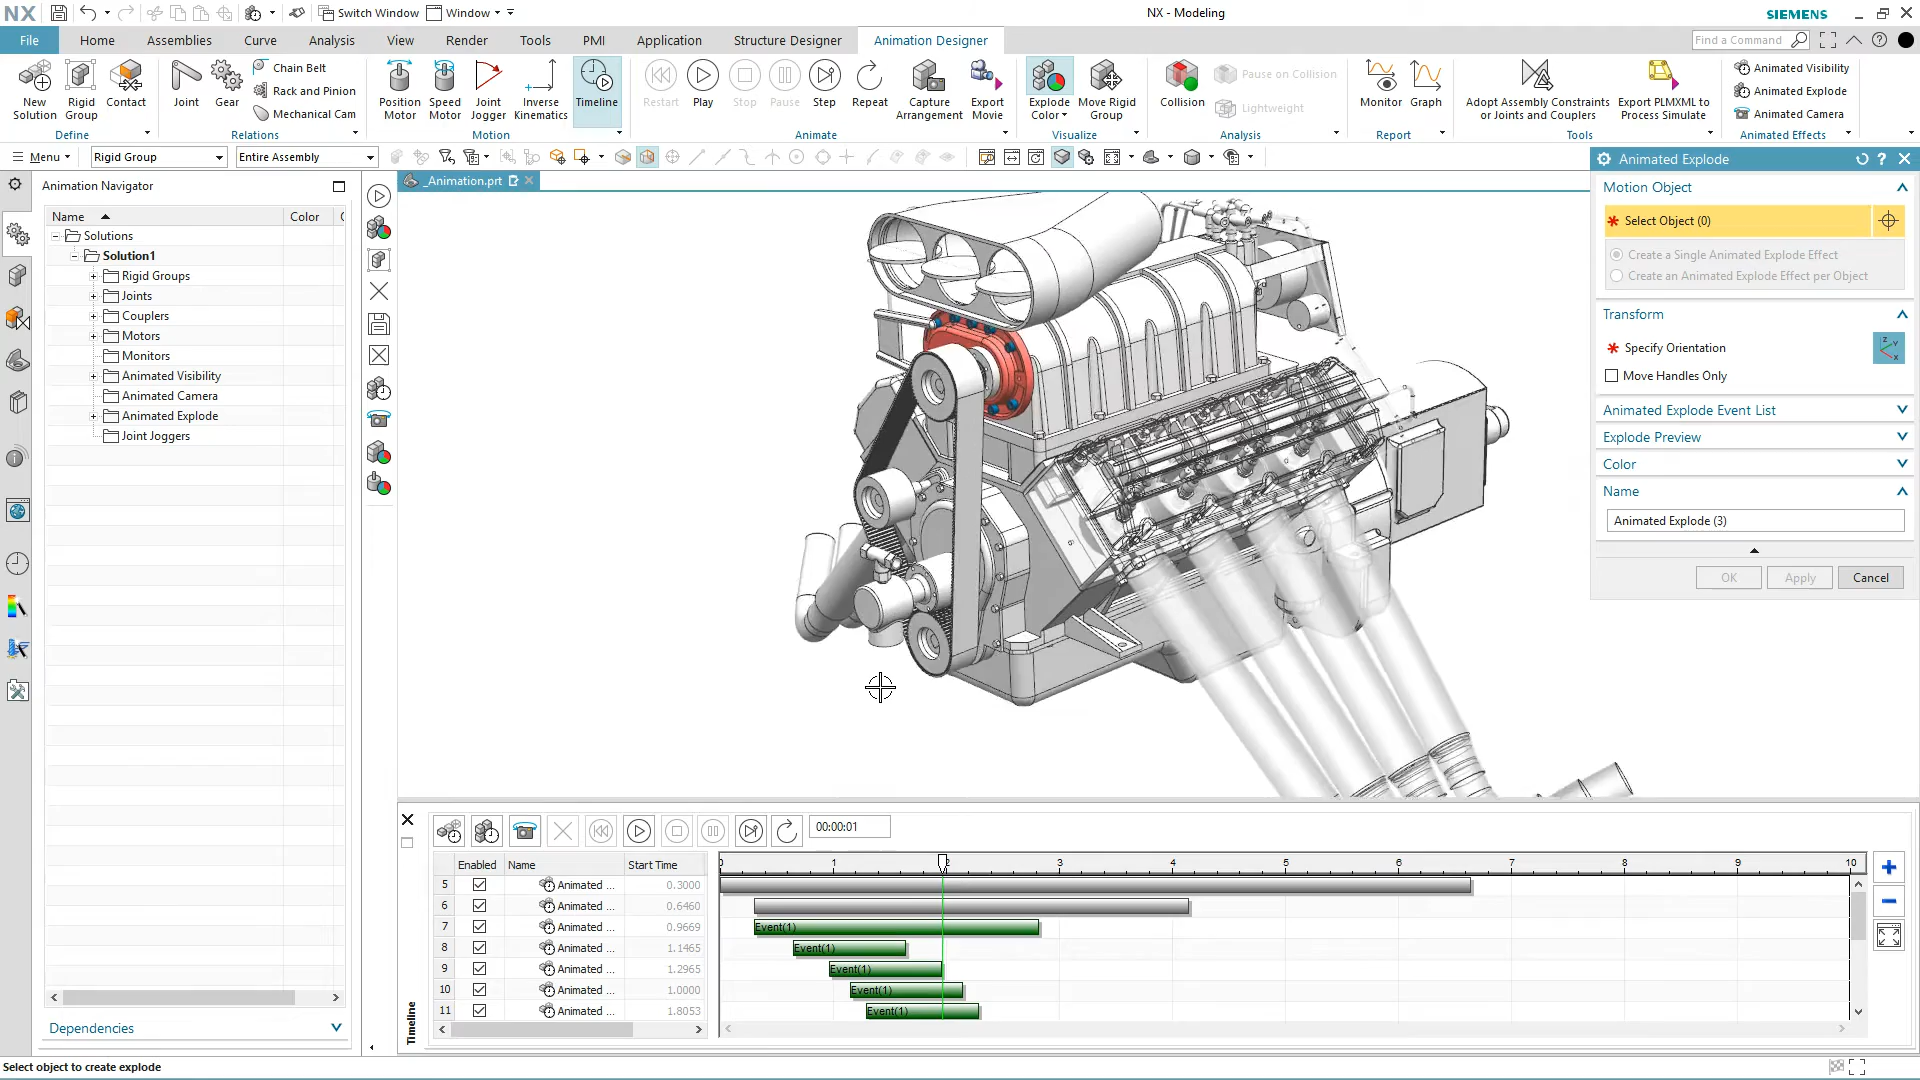 NX
Switch Window
Window
NX - Modeling
SIEMENS
File
Home
Assemblies
Curve
Analysis
View
Render
Tools
PMI
Application
Structure Designer
Animation Designer
Find a Command
New Solution
Rigid Group
Contact
Define
Joint
Gear
Chain Belt
Rack and Pinion
Mechanical Cam
Relations
Position Motor
Speed Motor
Joint Jogger
Inverse Kinematics
Timeline
Motion
Restart
Play
Stop
Pause
Step
Repeat
Capture Arrangement
Export Movie
Animate
Explode Color
Move Rigid Group
Visualize
Collision
Pause on Collision
Lightweight
Analysis
Monitor
Graph
Report
Adopt Assembly Constraints or Joints and Couplers
Export PLMXML to Process Simulate
Tools
Animated Visibility
Animated Explode
Animated Camera
Animated Effects
Menu
Rigid Group
Entire Assembly
Animation Navigator
Name
Color
Solutions
Solution1
Rigid Groups
Joints
Couplers
Motors
Monitors
Animated Visibility
Animated Camera
Animated Explode
Joint Joggers
Dependencies
_Animation.prt
Animated Explode
Motion Object
* Select Object (0)
Create a Single Animated Explode Effect
Create an Animated Explode Effect per Object
Transform
* Specify Orientation
Move Handles Only
Animated Explode Event List
Explode Preview
Color
Name
Animated Explode (3)
OK
Apply
Cancel
Timeline
00:00:01
Enabled Name Start Time
0 1 2 3 4 5 6 7 8 9 10
5 Animated ... 0.3000
6 Animated ... 0.6460
7 Animated ... 0.9669 Event(1)
8 Animated ... 1.1465 Event(1)
9 Animated ... 1.2965 Event(1)
10 Animated ... 1.0000 Event(1)
11 Animated ... 1.8053 Event(1)
Select object to create explode